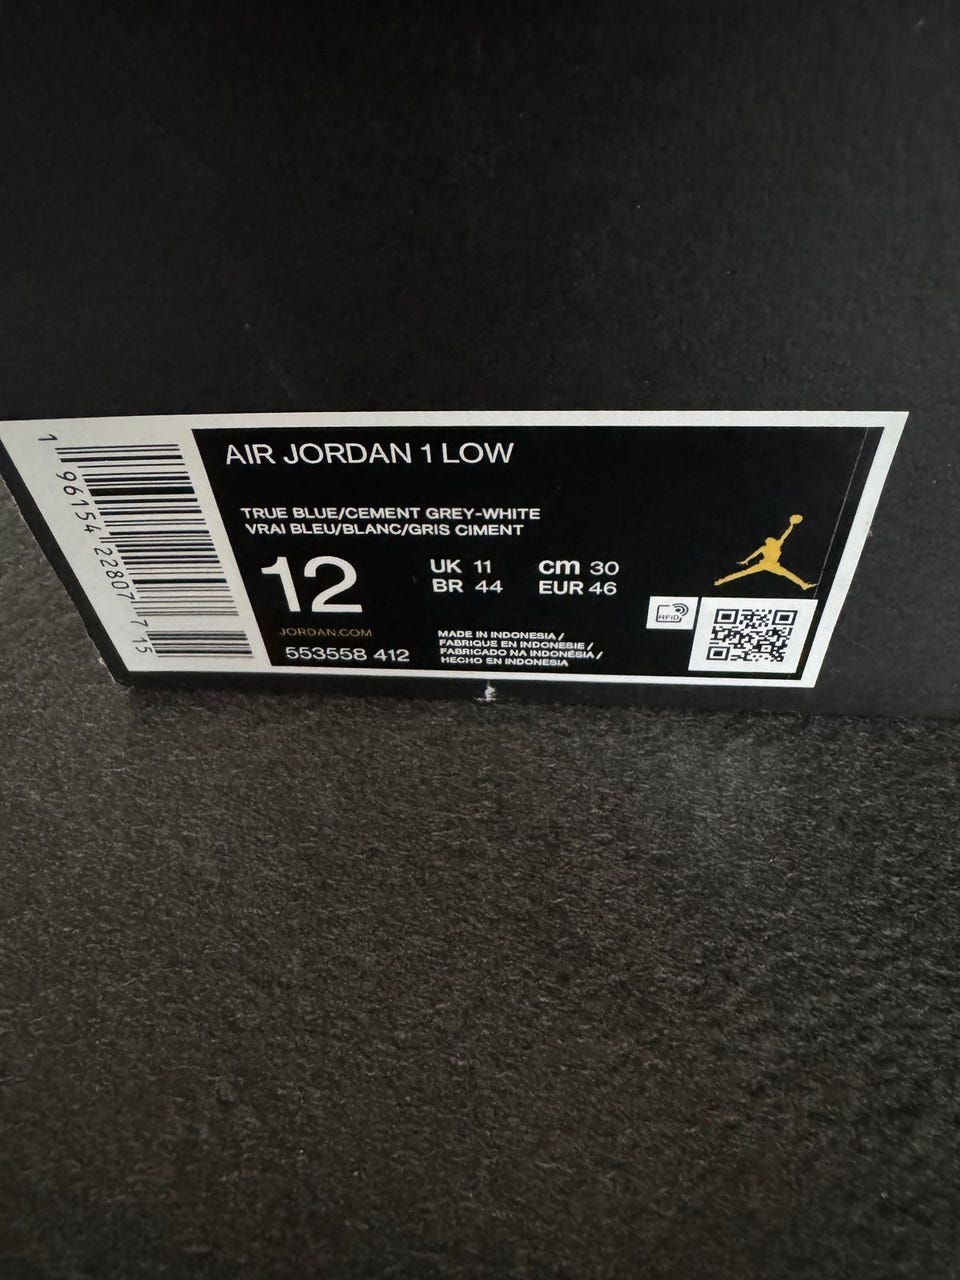 AIR JORDAN 1 LOW
TRUE BLUE/CEMENT GREY-WHITE
VRAI BLEU/BLANC/GRIS CIMENT
12
UK 11
BR 44
cm 30
EUR 46
JORDAN.COM
553558 412
MADE IN INDONESIA /
FABRIQUE EN INDONESIE /
FABRICADO NA INDONÉSIA /
HECHO EN INDONESIA
RFID
1 96154 22807 7 15